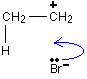 +
CH₂—CH₂
H
Br⁻